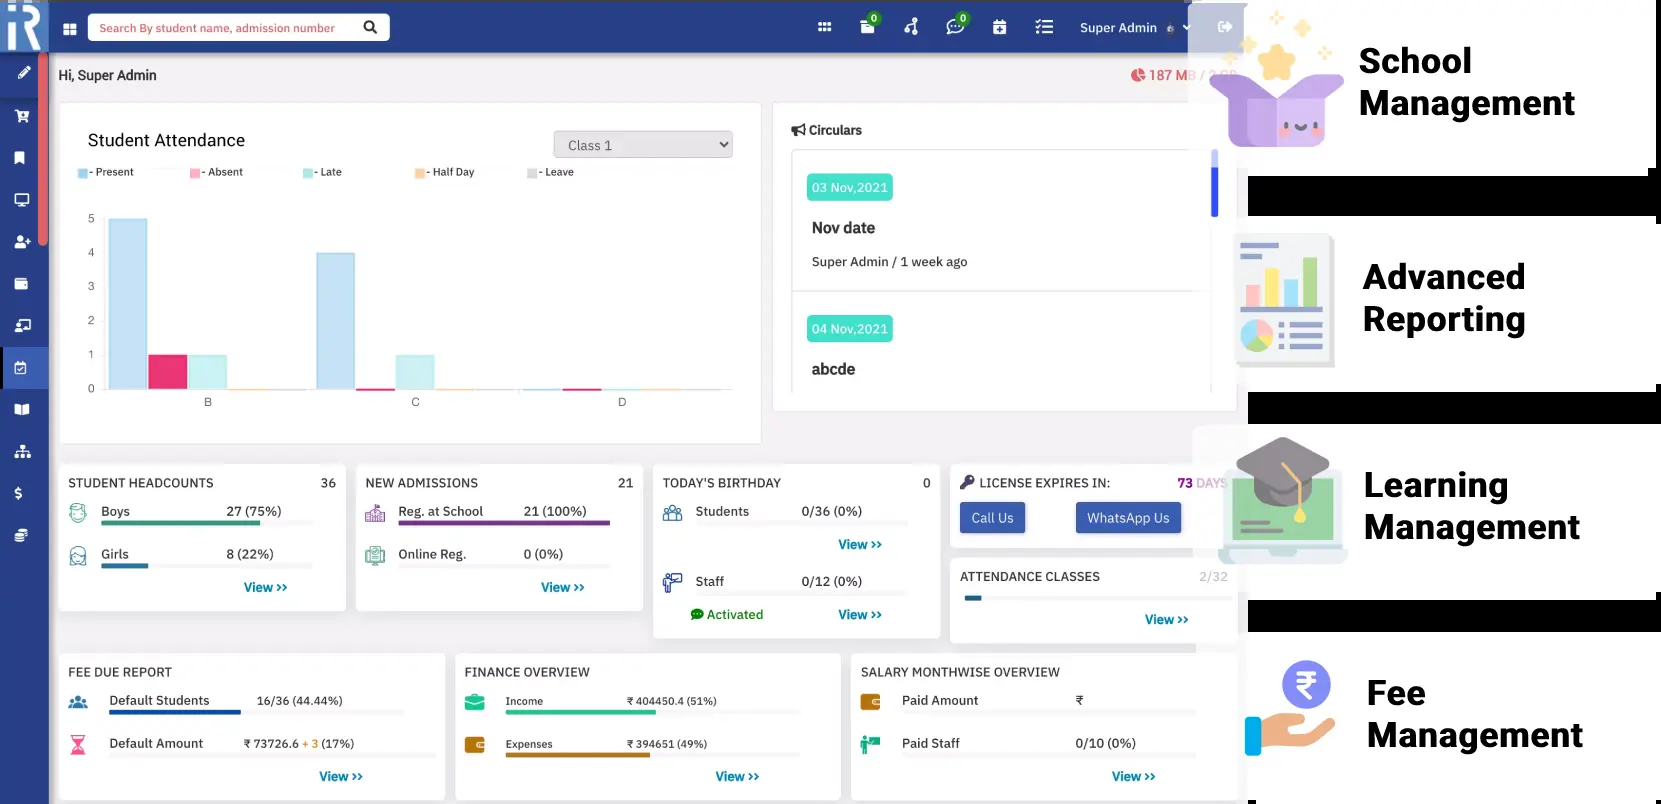 iR
Search By student name, admission number
0
0
Super Admin
Hi, Super Admin
187 MB / 2 GB
School
Management
Student Attendance
Class 1
- Present
- Absent
- Late
- Half Day
- Leave
5
4
3
2
1
0
B
C
D
Circulars
03 Nov,2021
Nov date
Super Admin / 1 week ago
04 Nov,2021
abcde
Advanced
Reporting
STUDENT HEADCOUNTS 36
Boys 27 (75%)
Girls 8 (22%)
View >>
NEW ADMISSIONS 21
Reg. at School 21 (100%)
Online Reg. 0 (0%)
View >>
TODAY'S BIRTHDAY 0
Students 0/36 (0%)
View >>
Staff 0/12 (0%)
Activated View >>
LICENSE EXPIRES IN: 73 DAYS
Call Us WhatsApp Us
ATTENDANCE CLASSES 2/32
View >>
Learning
Management
FEE DUE REPORT
Default Students 16/36 (44.44%)
Default Amount ₹ 73726.6 + 3 (17%)
View >>
FINANCE OVERVIEW
Income ₹ 404450.4 (51%)
Expenses ₹ 394651 (49%)
View >>
SALARY MONTHWISE OVERVIEW
Paid Amount ₹
Paid Staff 0/10 (0%)
View >>
₹
Fee
Management